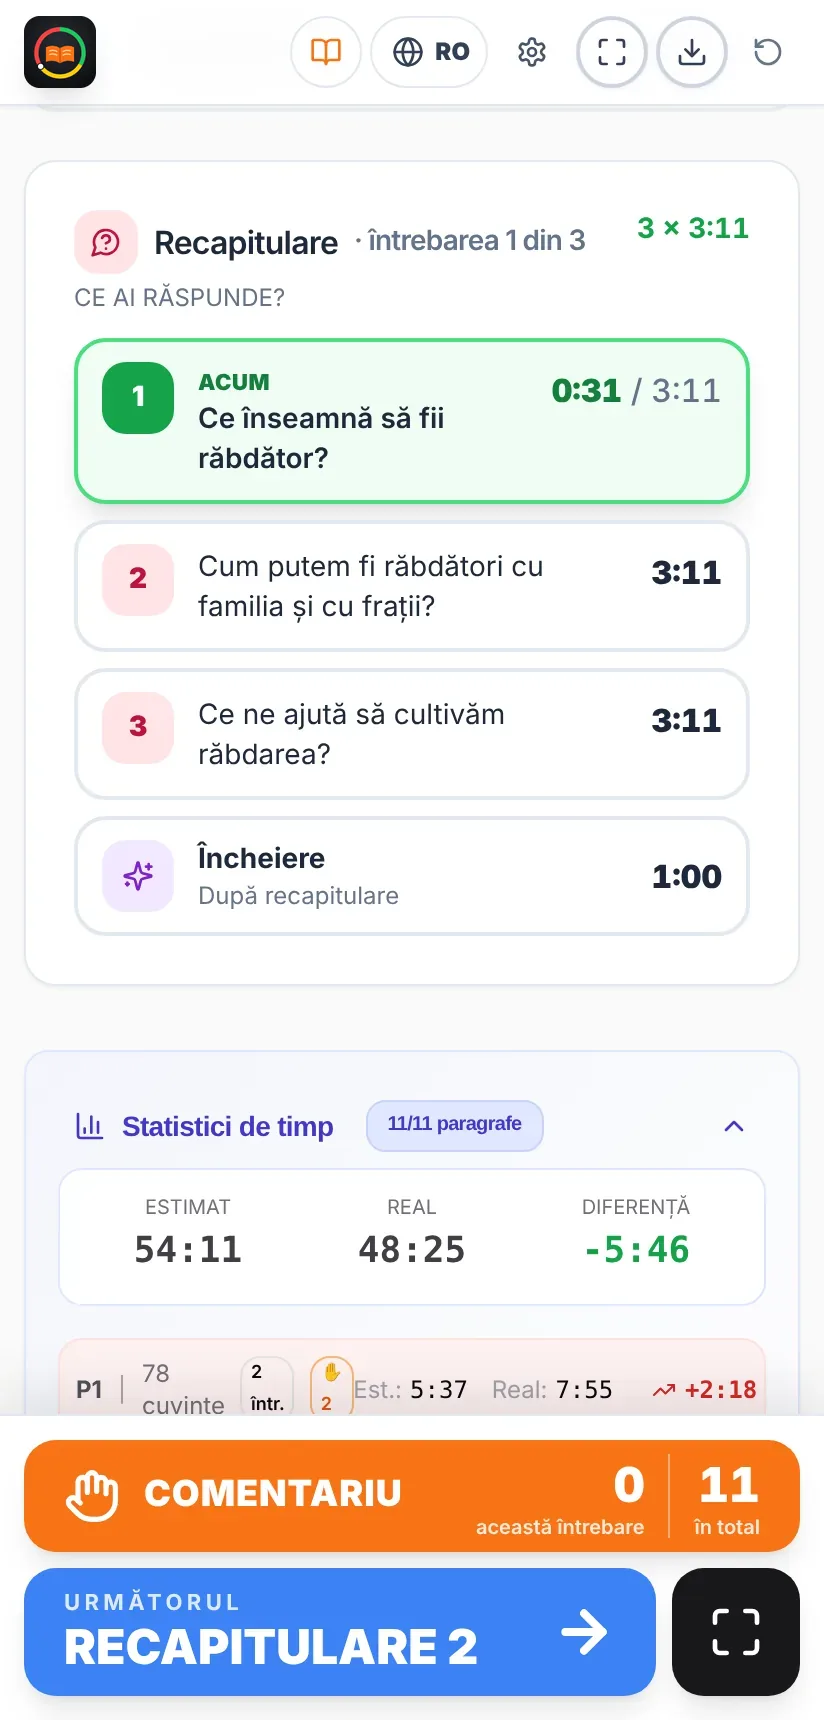 RO
Recapitulare · întrebarea 1 din 3
3 × 3:11
CE AI RĂSPUNDE?
1
ACUM
0:31 / 3:11
Ce înseamnă să fii
răbdător?
2
Cum putem fi răbdători cu
familia și cu frații?
3:11
3
Ce ne ajută să cultivăm
răbdarea?
3:11
Încheiere
După recapitulare
1:00
Statistici de timp
11/11 paragrafe
ESTIMAT REAL DIFERENȚĂ
54:11 48:25 -5:46
P1
78
cuvinte
2
într.
✋
2
Est.: 5:37 Real: 7:55 +2:18
COMENTARIU
0
această întrebare
11
în total
URMĂTORUL
RECAPITULARE 2